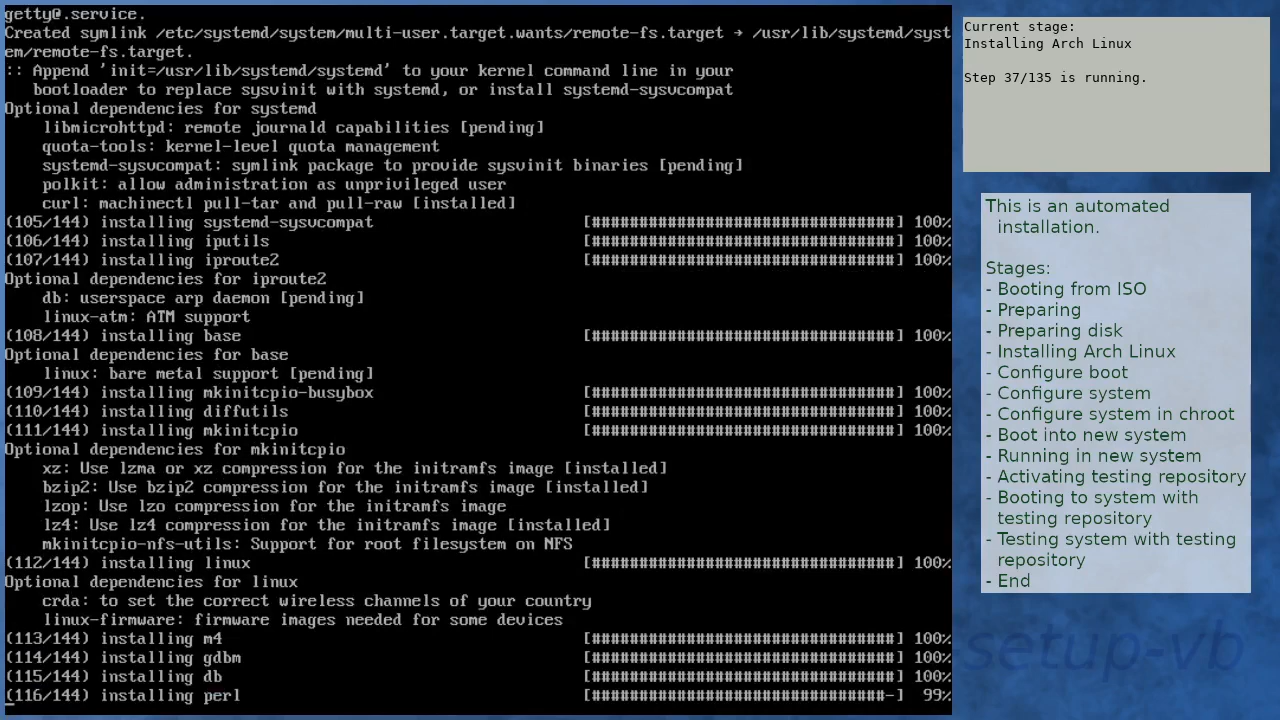 getty@.service.
Created symlink /etc/systemd/system/multi-user.target.wants/remote-fs.target → /usr/lib/systemd/syst
em/remote-fs.target.
:: Append 'init=/usr/lib/systemd/systemd' to your kernel command line in your
   bootloader to replace sysvinit with systemd, or install systemd-sysvcompat
Optional dependencies for systemd
    libmicrohttpd: remote journald capabilities [pending]
    quota-tools: kernel-level quota management
    systemd-sysvcompat: symlink package to provide sysvinit binaries [pending]
    polkit: allow administration as unprivileged user
    curl: machinectl pull-tar and pull-raw [installed]
(105/144) installing systemd-sysvcompat [################################] 100%
(106/144) installing iputils [################################] 100%
(107/144) installing iproute2 [################################] 100%
Optional dependencies for iproute2
    db: userspace arp daemon [pending]
    linux-atm: ATM support
(108/144) installing base [################################] 100%
Optional dependencies for base
    linux: bare metal support [pending]
(109/144) installing mkinitcpio-busybox [################################] 100%
(110/144) installing diffutils [################################] 100%
(111/144) installing mkinitcpio [################################] 100%
Optional dependencies for mkinitcpio
    xz: Use lzma or xz compression for the initramfs image [installed]
    bzip2: Use bzip2 compression for the initramfs image [installed]
    lzop: Use lzo compression for the initramfs image
    lz4: Use lz4 compression for the initramfs image [installed]
    mkinitcpio-nfs-utils: Support for root filesystem on NFS
(112/144) installing linux [################################] 100%
Optional dependencies for linux
    crda: to set the correct wireless channels of your country
    linux-firmware: firmware images needed for some devices
(113/144) installing m4 [################################] 100%
(114/144) installing gdbm [################################] 100%
(115/144) installing db [################################] 100%
(116/144) installing perl [###############################-] 99%
Current stage:
Installing Arch Linux
Step 37/135 is running.
This is an automated
installation.
Stages:
- Booting from ISO
- Preparing
- Preparing disk
- Installing Arch Linux
- Configure boot
- Configure system
- Configure system in chroot
- Boot into new system
- Running in new system
- Activating testing repository
- Booting to system with
testing repository
- Testing system with testing
repository
- End
setup-vb